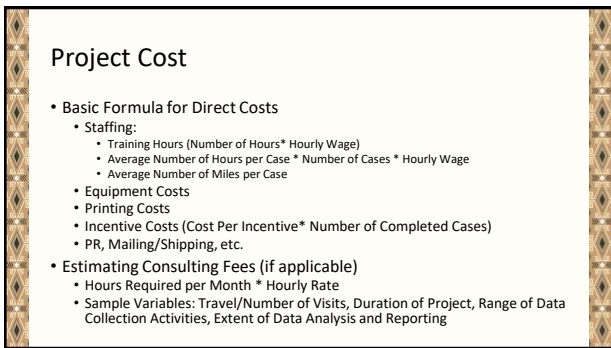 Project Cost
• Basic Formula for Direct Costs
• Staffing:
• Training Hours (Number of Hours* Hourly Wage)
• Average Number of Hours per Case * Number of Cases * Hourly Wage
• Average Number of Miles per Case
• Equipment Costs
• Printing Costs
• Incentive Costs (Cost Per Incentive* Number of Completed Cases)
• PR, Mailing/Shipping, etc.
• Estimating Consulting Fees (if applicable)
• Hours Required per Month * Hourly Rate
• Sample Variables: Travel/Number of Visits, Duration of Project, Range of Data
Collection Activities, Extent of Data Analysis and Reporting